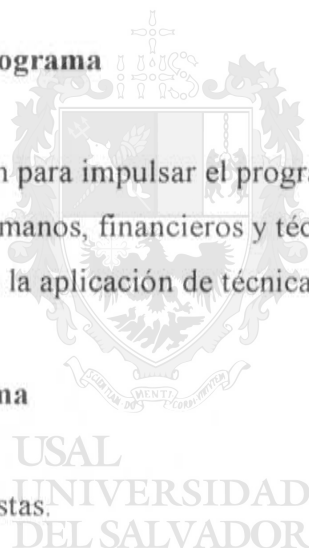 ograma
para impulsar el progra
manos, financieros y téc
la aplicación de técnica
na
USAL
UNIVERSIDAD
stas.
DEL SALVADOR